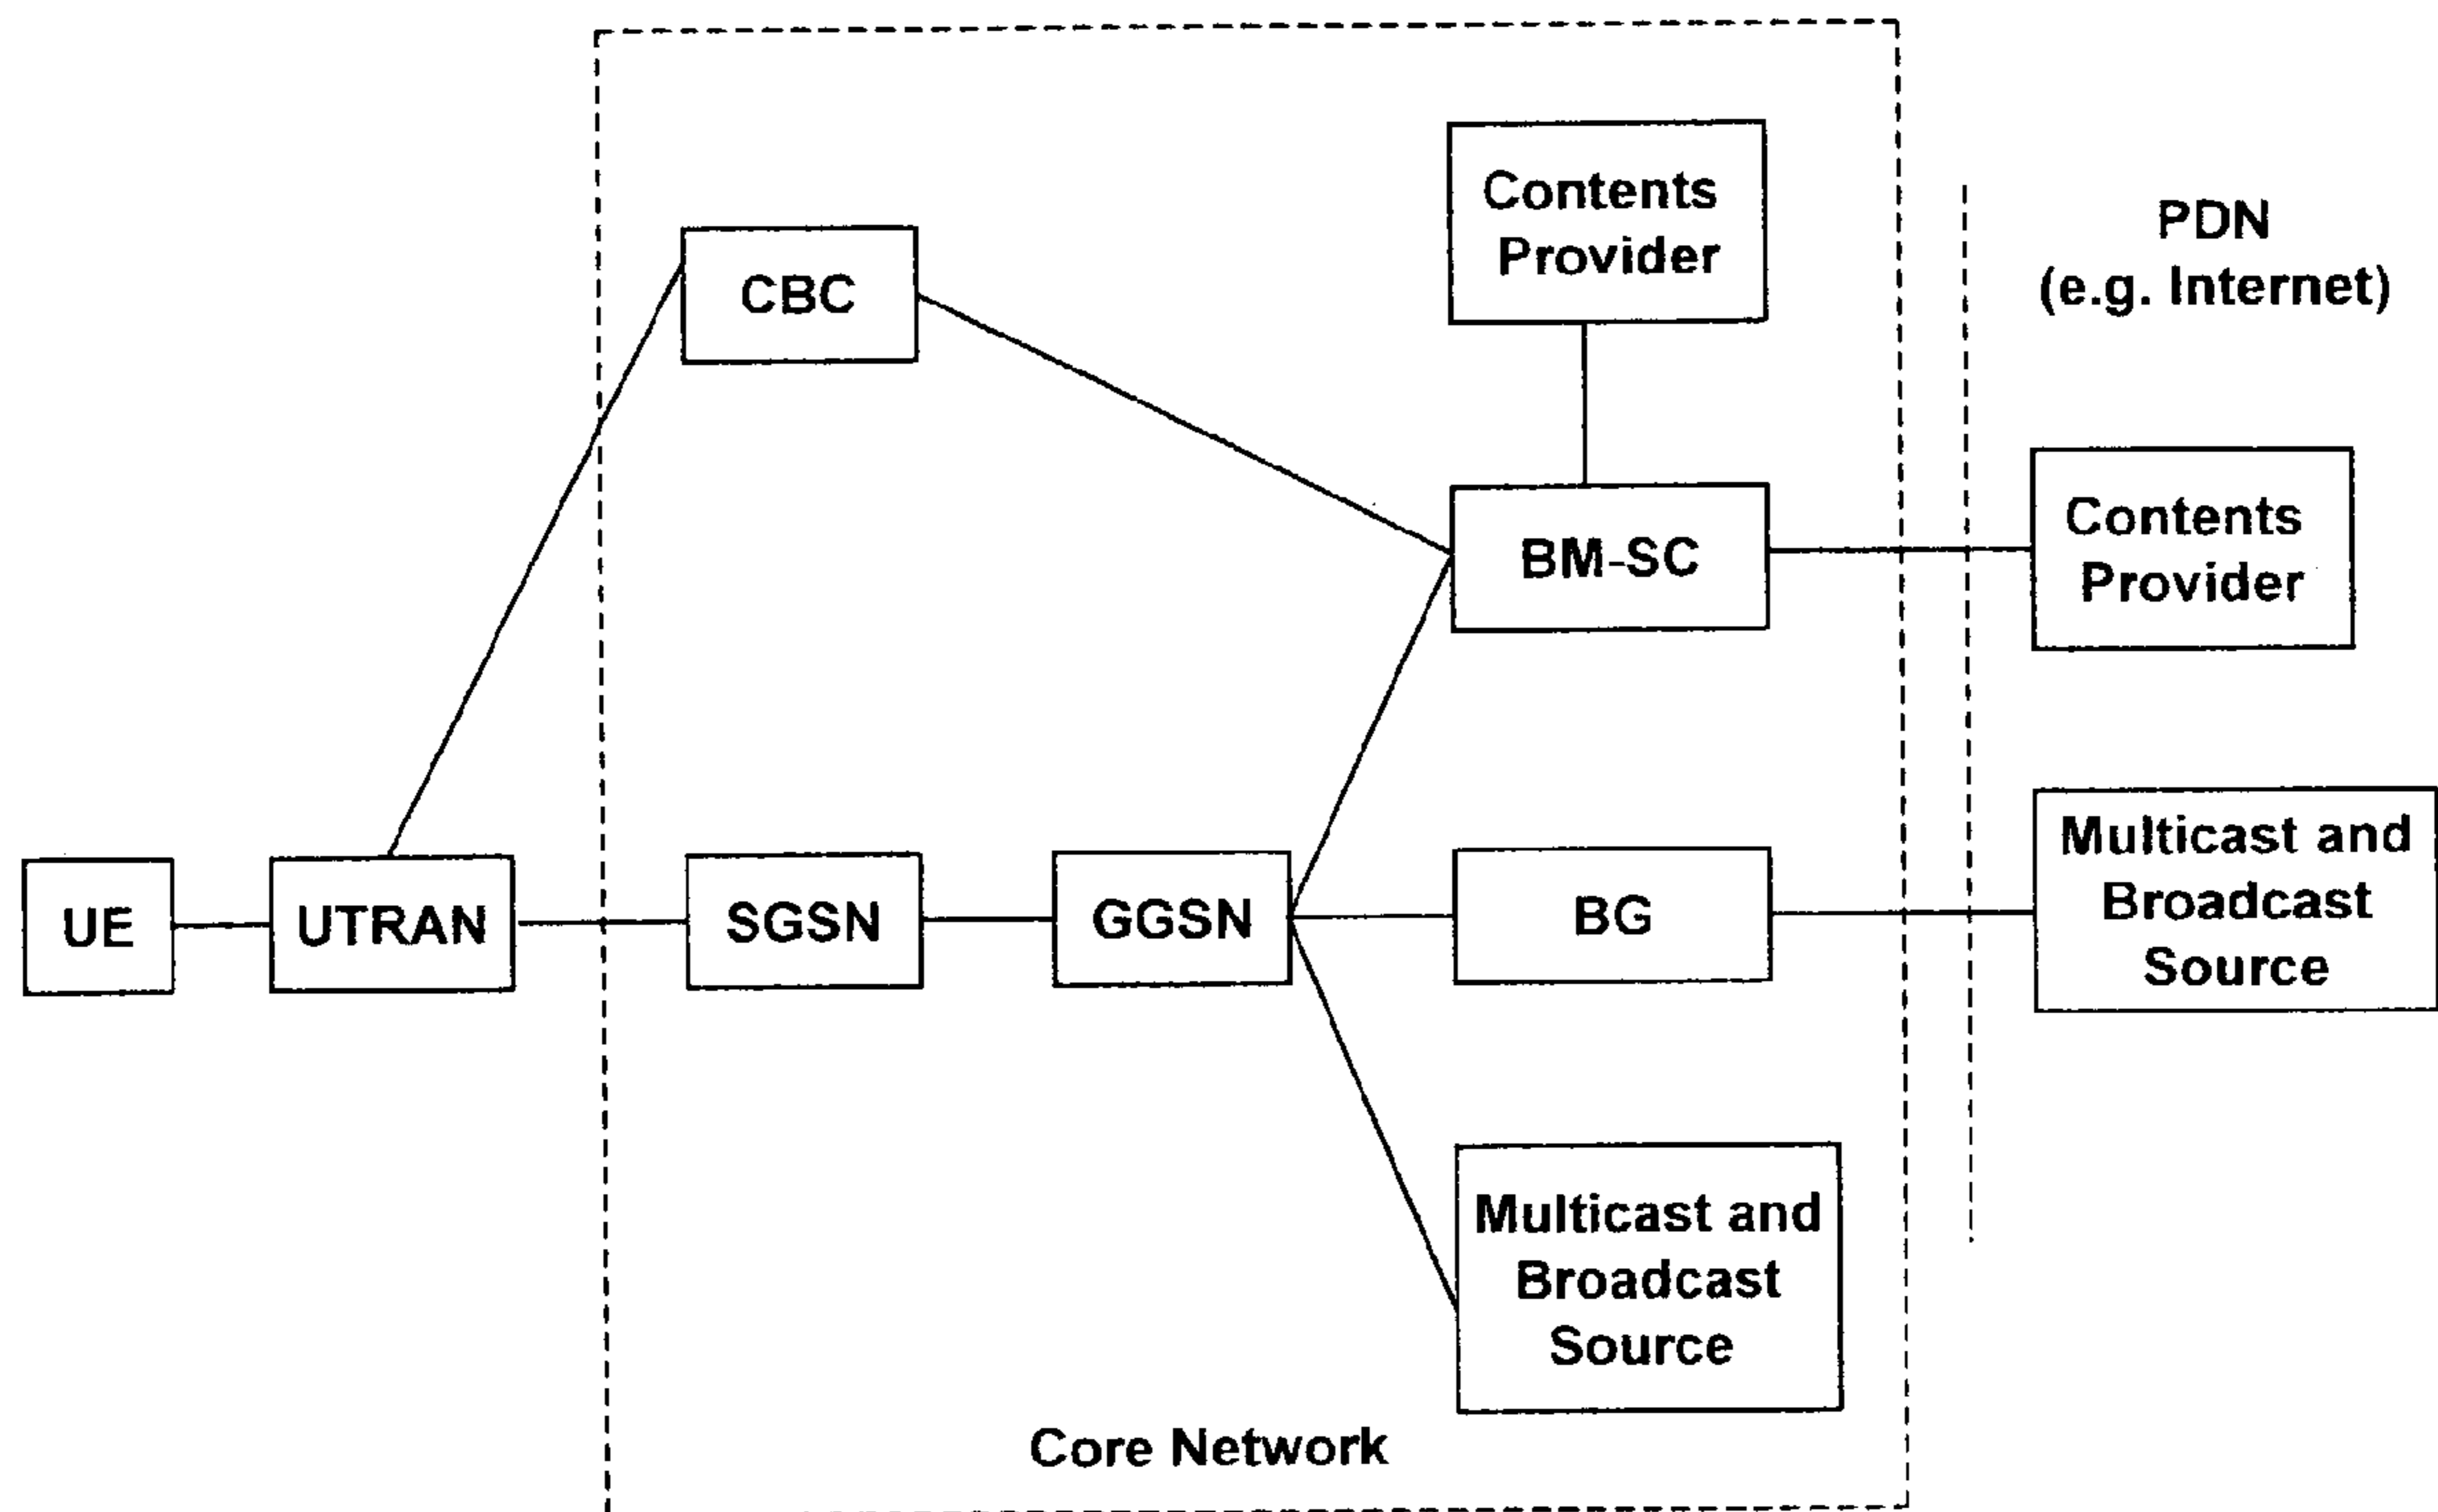 Contents
Provider
PDN
(e.g. Internet)
CBC
Contents
Provider
BM-SC
Multicast and
Broadcast
Source
UE
UTRAN
SGSN
GGSN
BG
Multicast and
Broadcast
Source
Core Network